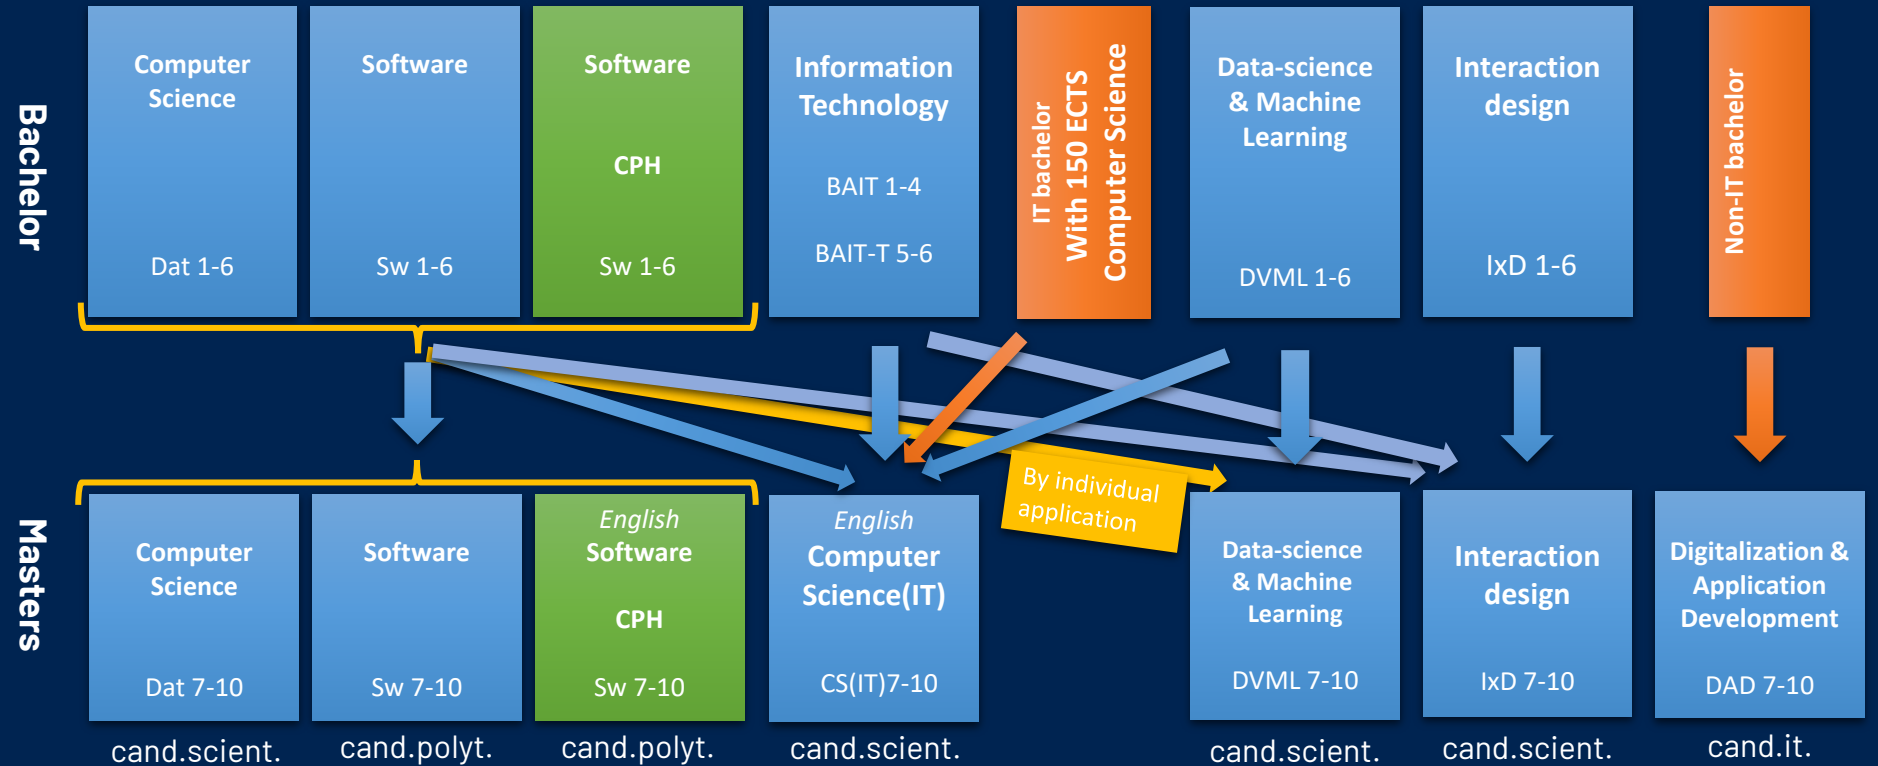 Bachelor
Computer
Science
Dat 1-6
Software
Sw 1-6
Software
CPH
Sw 1-6
Information
Technology
BAIT 1-4
BAIT-T 5-6
IT bachelor
With 150 ECTS
Computer Science
Data-science
& Machine
Learning
DVML 1-6
Interaction
design
IxD 1-6
Non-IT bachelor
By individual
application
Masters
Computer
Science
Dat 7-10
cand.scient.
Software
Sw 7-10
cand.polyt.
English
Software
CPH
Sw 7-10
cand.polyt.
English
Computer
Science(IT)
CS(IT)7-10
cand.scient.
Data-science
& Machine
Learning
DVML 7-10
cand.scient.
Interaction
design
IxD 7-10
cand.scient.
Digitalization &
Application
Development
DAD 7-10
cand.it.